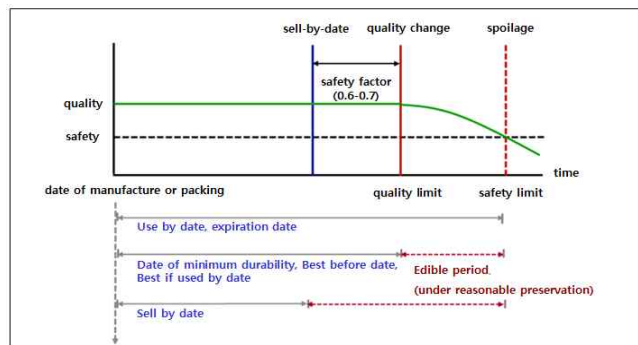 sell-by-date quality change spoilage
safety factor
(0.6-0.7)
quality
safety
time
date of manufacture or packing quality limit safety limit
Use by date, expiration date
Date of minimum durability, Best before date,
Best if used by date
Edible period.
(under reasonable preservation)
Sell by date